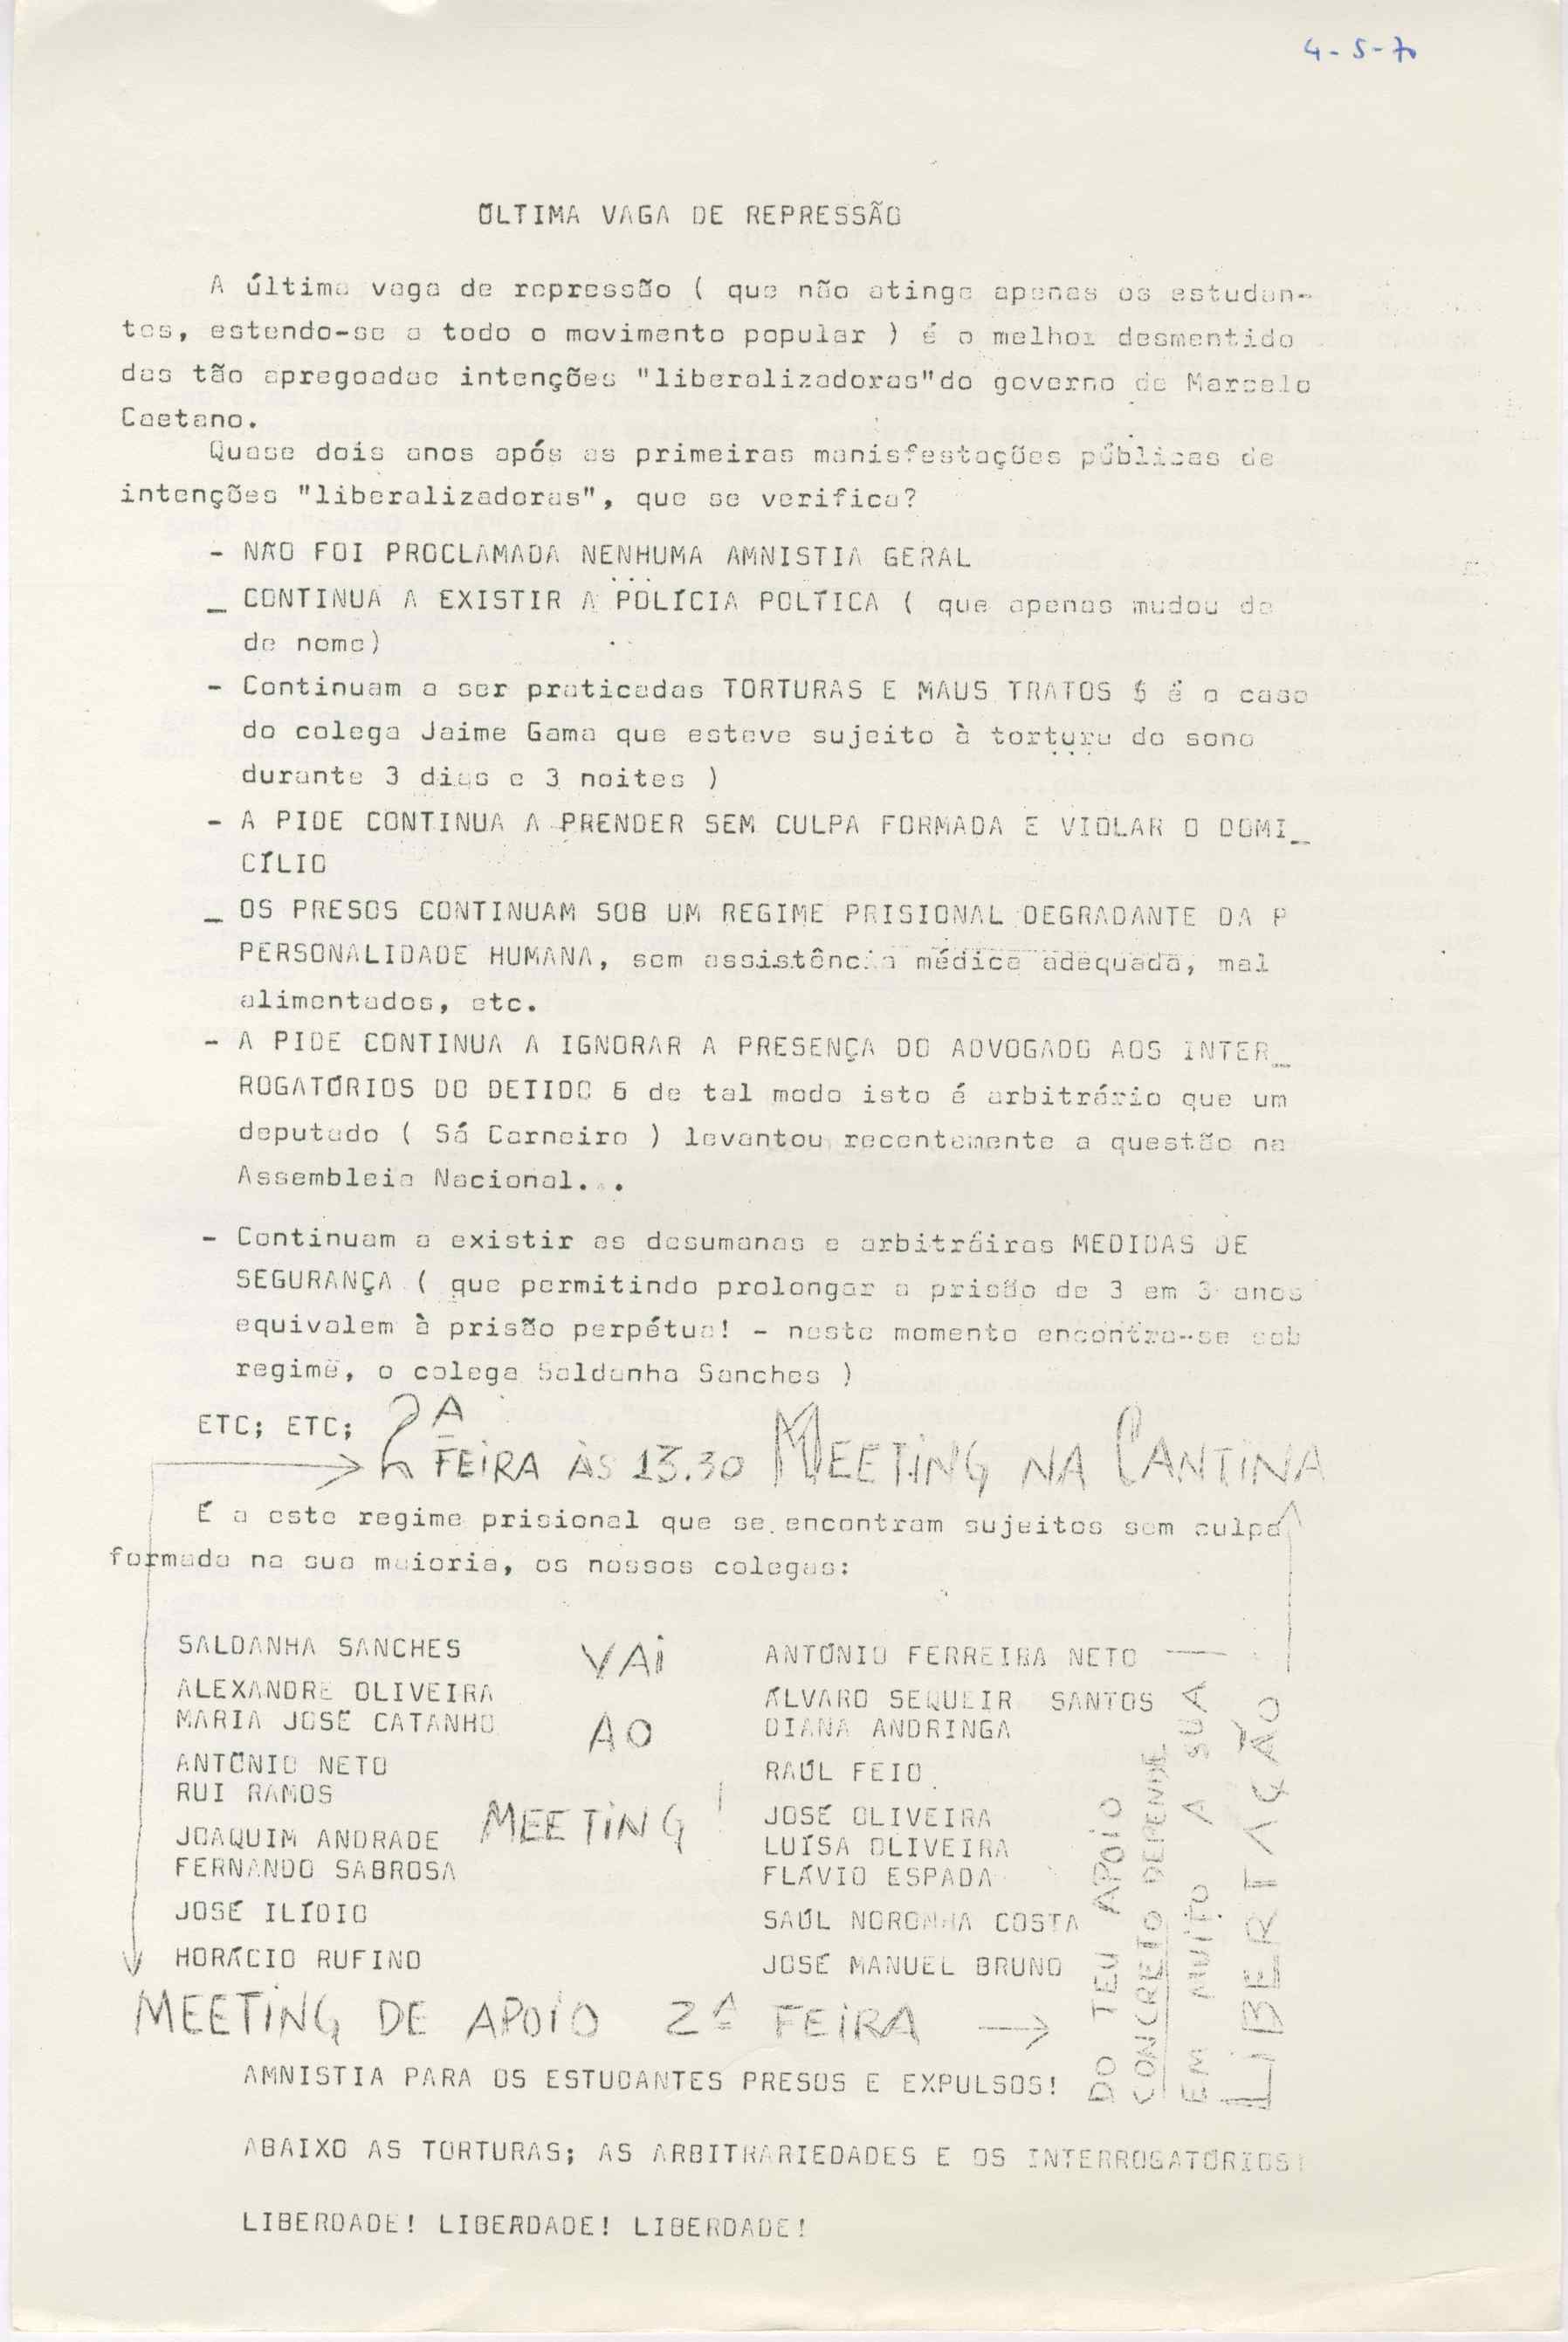 4-5-70
ÚLTIMA VAGA DE REPRESSÃO
A última vaga de repressão ( que não atinge apenas os estudan-
tes, estendo-se a todo o movimento popular ) é o melhor desmentido
das tão apregoadas intenções "liberalizadoras"do governo de Marcelo
Caetano.
Quase dois anos após as primeiras manisfestações públicas de
intenções "liberalizadoras", que se verifica?
- NÃO FOI PROCLAMADA NENHUMA AMNISTIA GERAL
_ CONTINUA A EXISTIR A POLÍCIA POLTICA ( que apenas mudou de
de nome)
- Continuam a ser praticadas TORTURAS E MAUS TRATOS $ é o caso
do colega Jaime Gama que esteve sujeito à tortura do sono
durante 3 dias e 3 noites )
- A PIDE CONTINUA A PRENDER SEM CULPA FORMADA E VIOLAR O DOMI_
CÍLIO
_ OS PRESOS CONTINUAM SOB UM REGIME PRISIONAL DEGRADANTE DA P
PERSONALIDADE HUMANA, sem assistência médica adequada, mal
alimentados, etc.
- A PIDE CONTINUA A IGNORAR A PRESENÇA DO ADVOGADO AOS INTER_
ROGATÓRIOS DO DETIDO & de tal modo isto é arbitrário que um
deputado ( Sá Carneiro ) levantou recentemente a questão na
Assembleia Nacional...
- Continuam a existir as desumanas e arbitráiras MEDIDAS DE
SEGURANÇA ( que permitindo prolongar a prisão de 3 em 3 anos
equivalem à prisão perpétua! - neste momento encontra-se sob
regime, o colega Saldanha Sanches )
ETC; ETC;
2ª FEIRA ÀS 13.30 MEETING NA CANTINA
É a este regime prisional que se encontram sujeitos sem culpa
formada na sua maioria, os nossos colegas:
SALDANHA SANCHES
ALEXANDRE OLIVEIRA
MARIA JOSÉ CATANHO
ANTÓNIO NETO
RUI RAMOS
JOAQUIM ANDRADE
FERNANDO SABROSA
JOSÉ ILÍDIO
HORÁCIO RUFINO
VAI
AO
MEETING!
ANTÓNIO FERREIRA NETO
ÁLVARO SEQUEIR SANTOS
DIANA ANDRINGA
RAÚL FEIO
JOSÉ OLIVEIRA
LUÍSA OLIVEIRA
FLÁVIO ESPADA
SAÚL NORONHA COSTA
JOSÉ MANUEL BRUNO
MEETING DE APOIO 2ª FEIRA →
DO TEU APOIO
CONCRETO DEPENDE
EM MUITO A SUA
LIBERTAÇÃO
AMNISTIA PARA OS ESTUDANTES PRESOS E EXPULSOS!
ABAIXO AS TORTURAS; AS ARBITRARIEDADES E OS INTERROGATÓRIOS!
LIBERDADE! LIBERDADE! LIBERDADE!